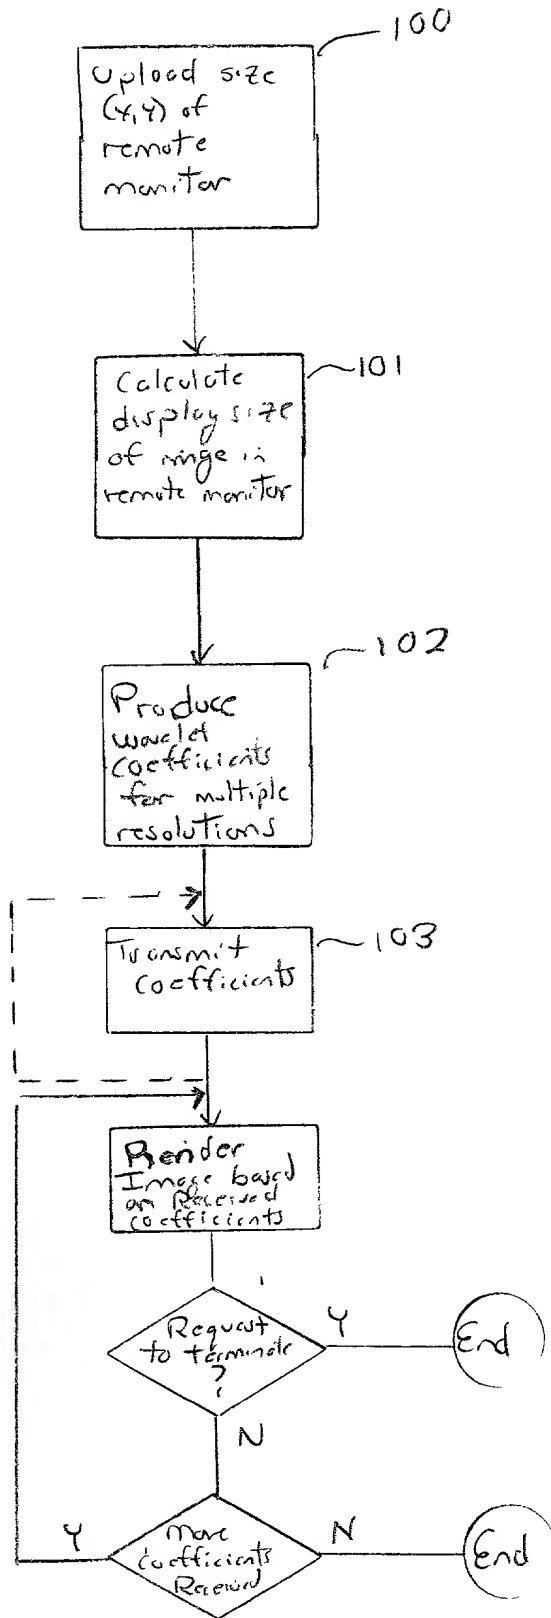 100
Upload size
(x,y) of
remote
monitor
101
Calculate
display size
of image in
remote monitor
102
Produce
wavelet
coefficients
for multiple
resolutions
103
Transmit
coefficients
Render
Image based
on Received
coefficients
Request
to terminate
?
Y
End
N
More
coefficients
Received
Y
N
End